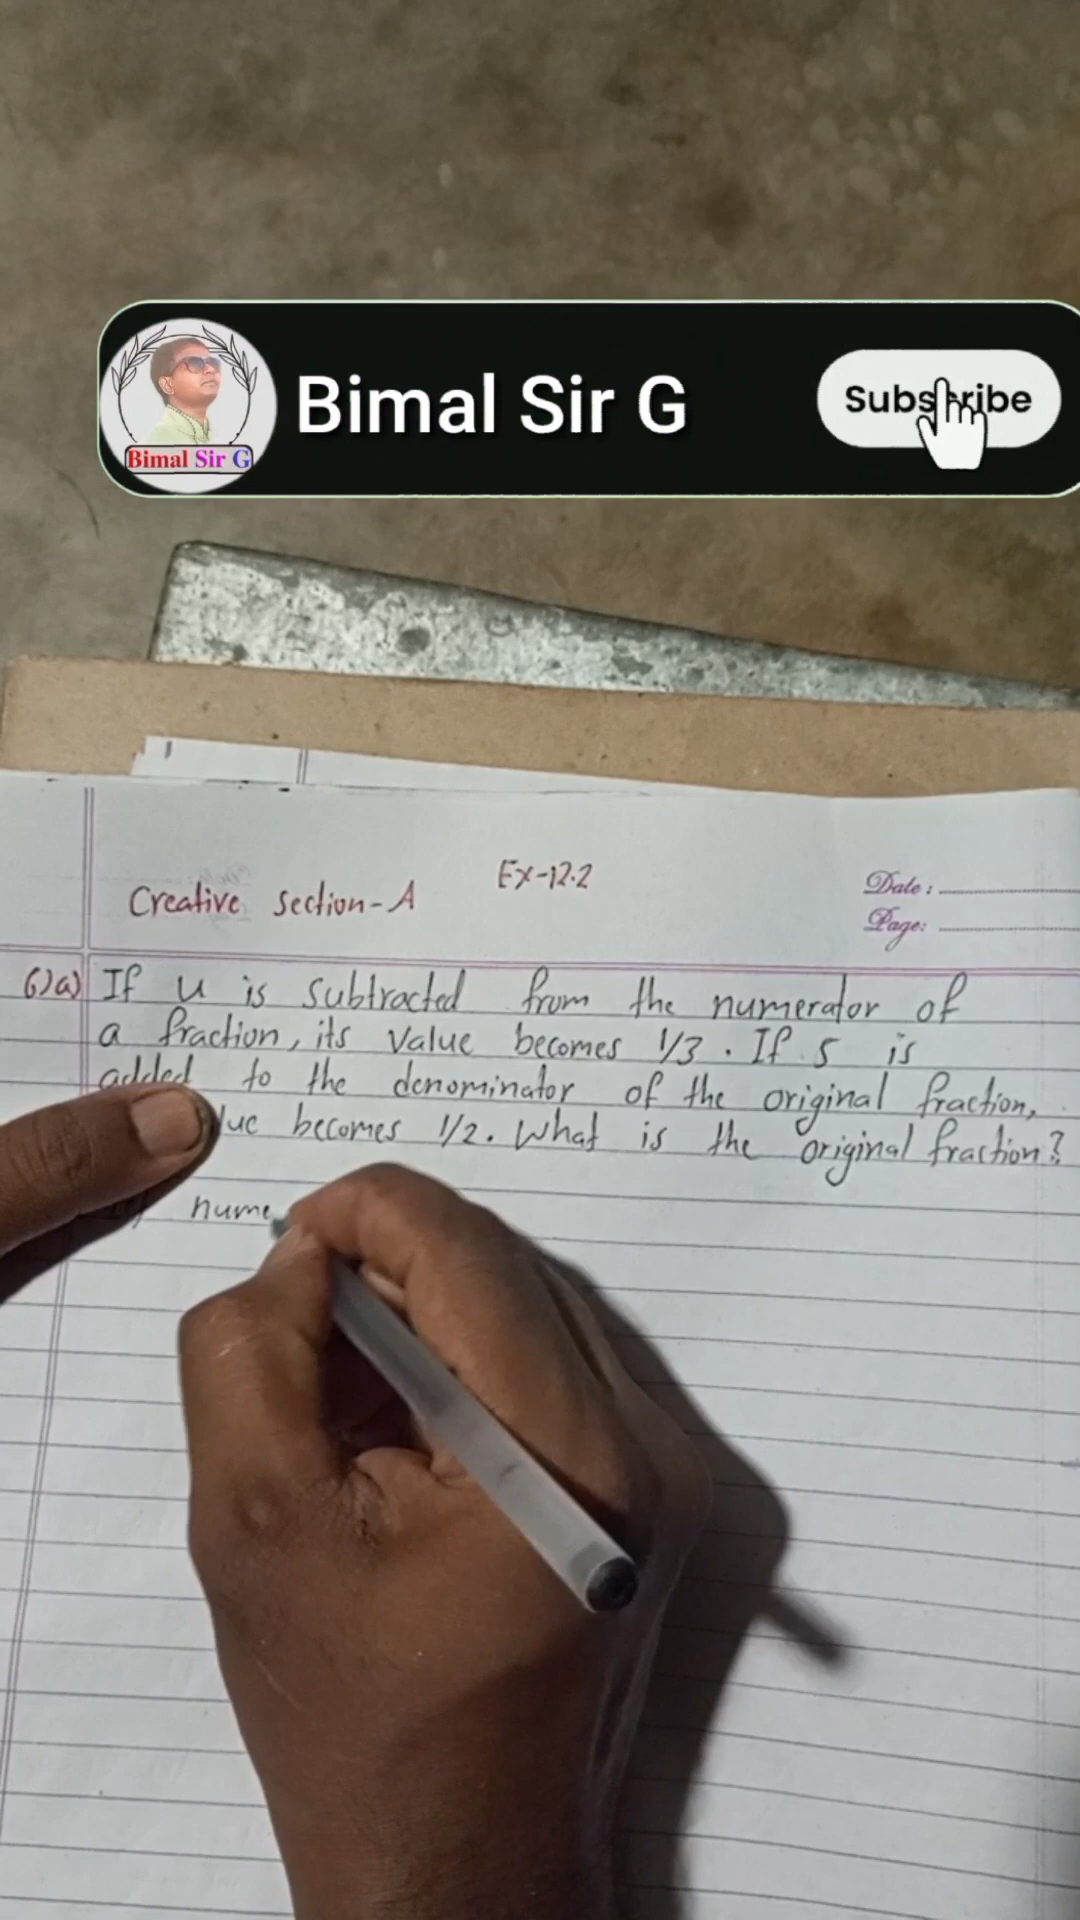 Bimal Sir G
Subscribe
Bimal Sir G
Ex-12.2
Creative section-A
Date:
Page:
6)a) If 4 is subtracted from the numerator of
a fraction, its value becomes 1/3. If 5 is
added to the denominator of the original fraction,
becomes 1/2. What is the original fraction?
nume